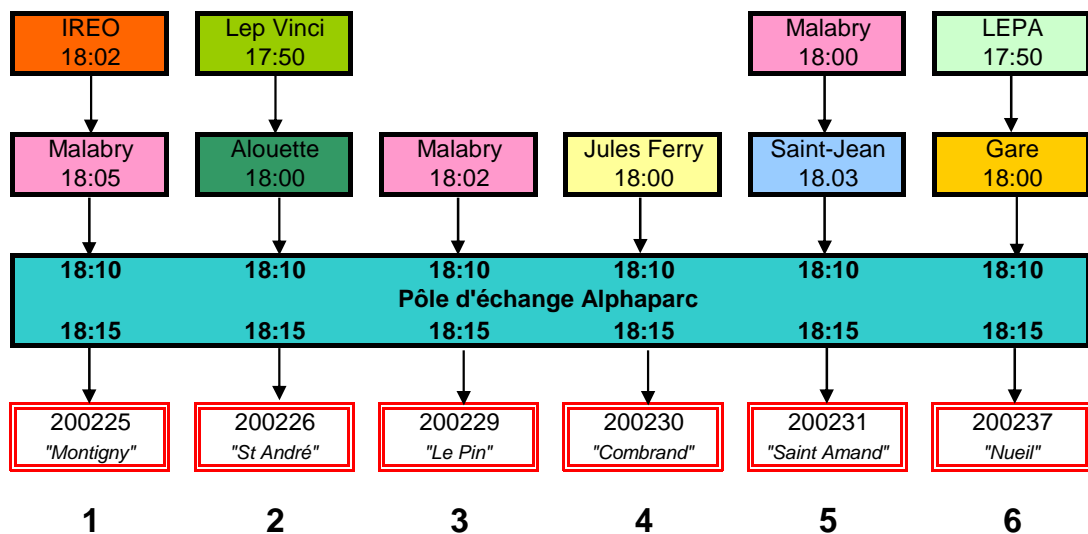 IREO
18:02
Lep Vinci
17:50
Malabry
18:00
LEPA
17:50
Malabry
18:05
Alouette
18:00
Malabry
18:02
Jules Ferry
18:00
Saint-Jean
18.03
Gare
18:00
18:10 18:10 18:10 18:10 18:10 18:10
Pôle d'échange Alphaparc
18:15 18:15 18:15 18:15 18:15 18:15
200225
"Montigny"
200226
"St André"
200229
"Le Pin"
200230
"Combrand"
200231
"Saint Amand"
200237
"Nueil"
1 2 3 4 5 6